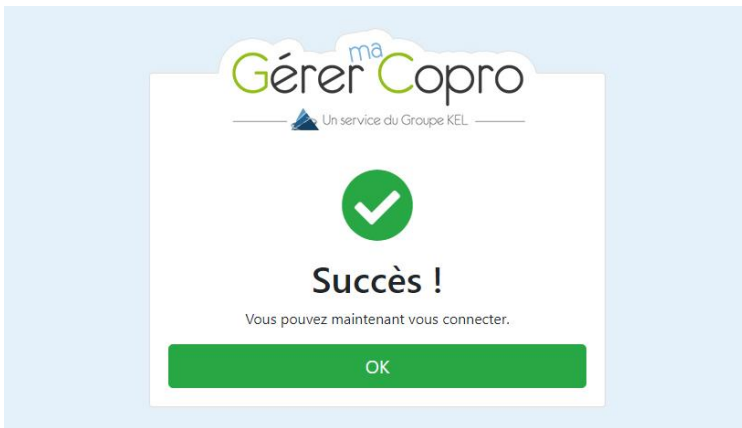 Gérer ma Copro
Un service du Groupe KEL
Succès !
Vous pouvez maintenant vous connecter.
OK